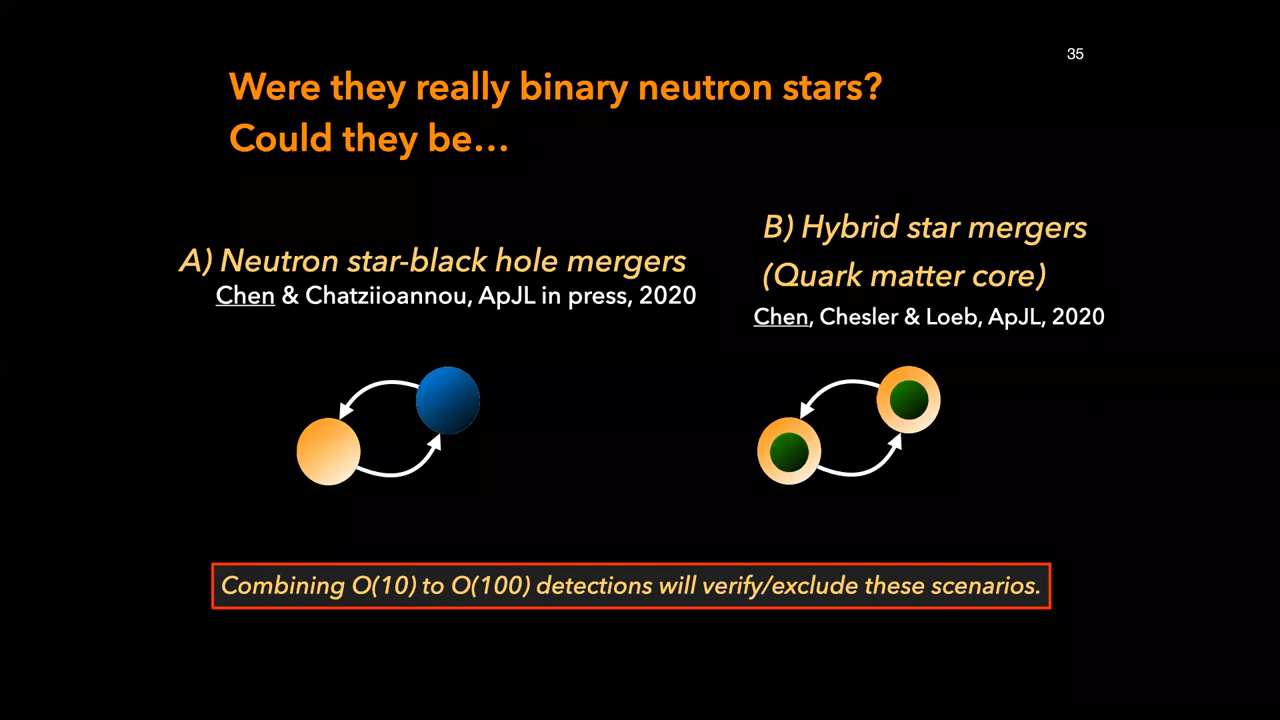 35
Were they really binary neutron stars?
Could they be…
A) Neutron star-black hole mergers
Chen & Chatziioannou, ApJL in press, 2020
B) Hybrid star mergers
(Quark matter core)
Chen, Chesler & Loeb, ApJL, 2020
Combining O(10) to O(100) detections will verify/exclude these scenarios.